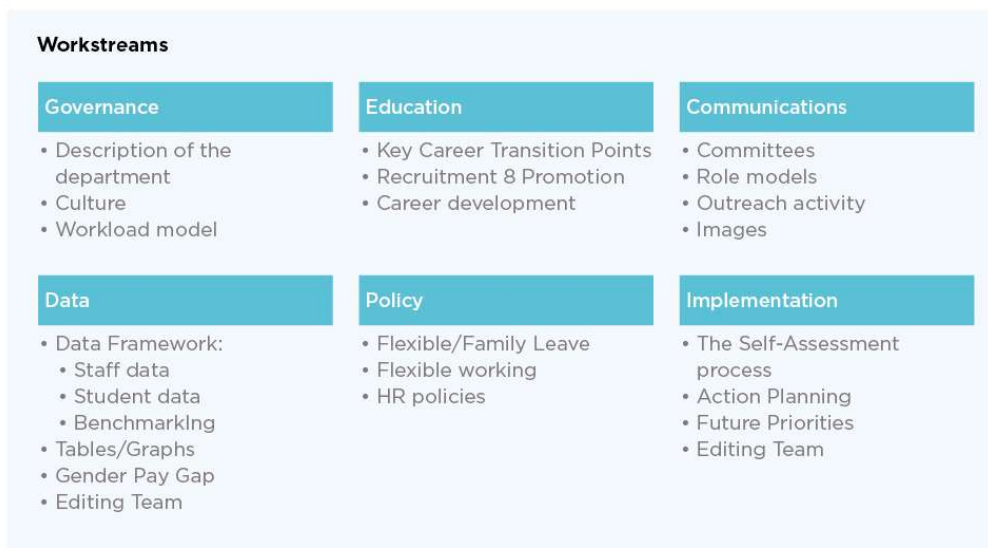 Workstreams
Governance
• Description of the
department
• Culture
• Workload model
Education
• Key Career Transition Points
• Recruitment 8 Promotion
• Career development
Communications
• Committees
• Role models
• Outreach activity
• Images
Data
• Data Framework:
• Staff data
• Student data
• BenchmarkIng
• Tables/Graphs
• Gender Pay Gap
• Editing Team
Policy
• Flexible/Family Leave
• Flexible working
• HR policies
Implementation
• The Self-Assessment
process
• Action Planning
• Future Priorities
• Editing Team